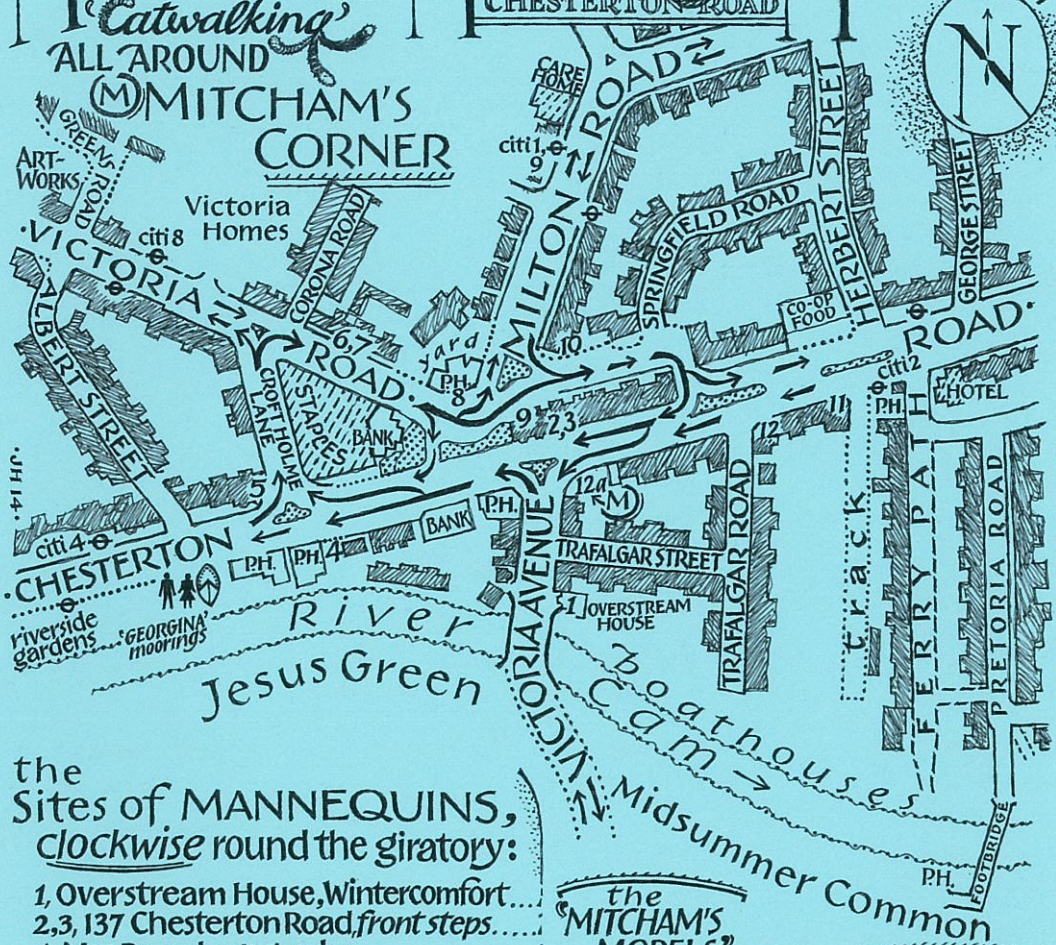 'Catwalking'
ALL AROUND
Ⓜ MITCHAM'S
CORNER
CHESTERTON ROAD
N
CARE
HOME
citi 1,
9
MILTON ROAD
HERBERT STREET
GEORGE STREET
SPRINGFIELD ROAD
CO-OP
FOOD
GREEN'S
ROAD
ART-
WORKS
Victoria
Homes
citi 8
·VICTORIA ROAD·
CORONA ROAD
6,7
yard
P.H.
8
10
ROAD·
citi 2
HOTEL
P.H.
ALBERT STREET
CROFT HOLME
LANE
STAPLES
BANK
9
2,3
11
12
12a
Ⓜ
5
·JH 14·
citi 4
·CHESTERTON
P.H.
P.H.
4
BANK
P.H.
VICTORIA AVENUE
TRAFALGAR STREET
TRAFALGAR ROAD
track
FERRY PATH
PRETORIA ROAD
1
OVERSTREAM
HOUSE
riverside
gardens
'GEORGINA'
moorings
River
Jesus Green
VICTOR
Boathouses
Cam
Midsummer Common
P.H.
FOOTBRIDGE
the
Sites of MANNEQUINS,
clockwise round the giratory:
1, Overstream House, Wintercomfort....
2,3, 137 Chesterton Road, front steps.....
the
"MITCHAM'S
MODELS"